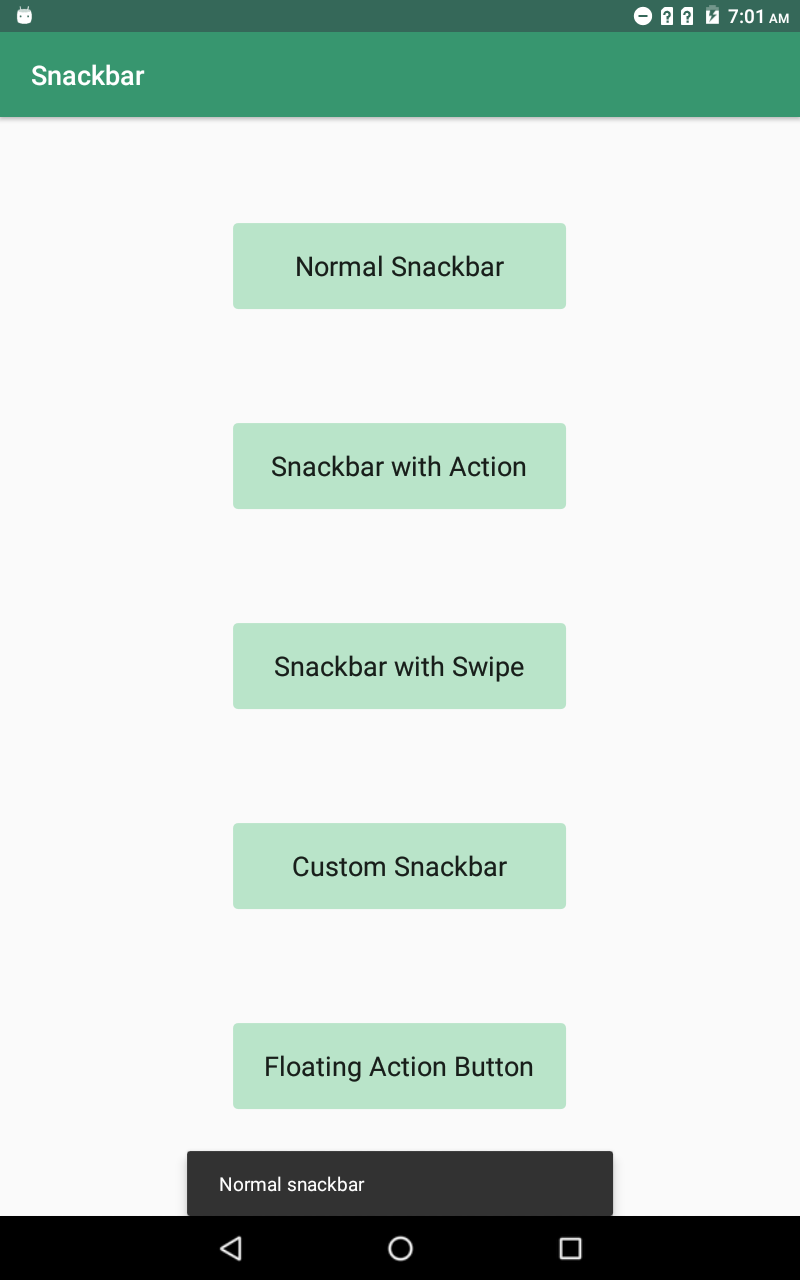 7:01 AM
Snackbar
Normal Snackbar
Snackbar with Action
Snackbar with Swipe
Custom Snackbar
Floating Action Button
Normal snackbar